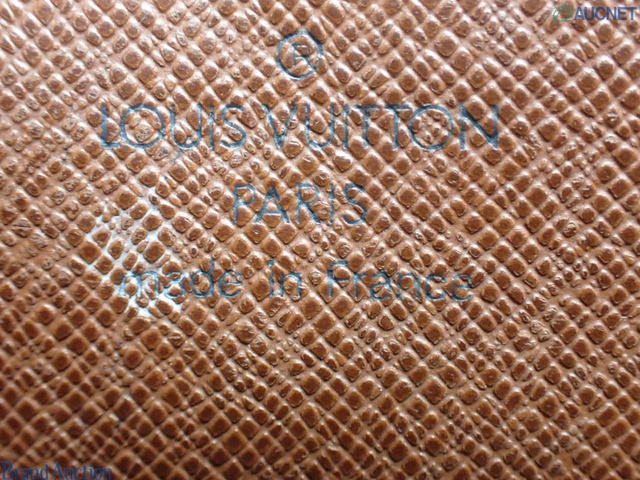 AUCNET
®
LOUIS VUITTON
PARIS
made in France
Brand Auction